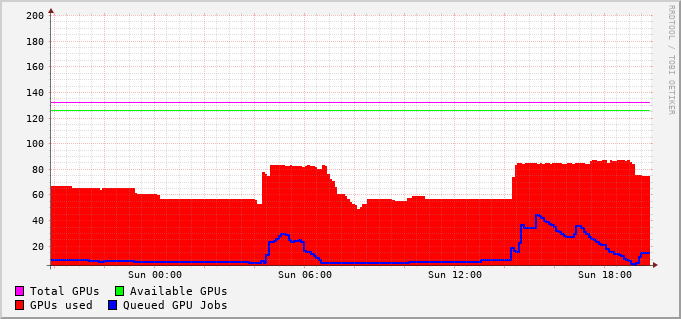 200
180
160
140
120
100
80
60
40
20
Sun 00:00 Sun 06:00 Sun 12:00 Sun 18:00
Total GPUs Available GPUs
GPUs used Queued GPU Jobs
RRDTOOL / TOBI OETIKER